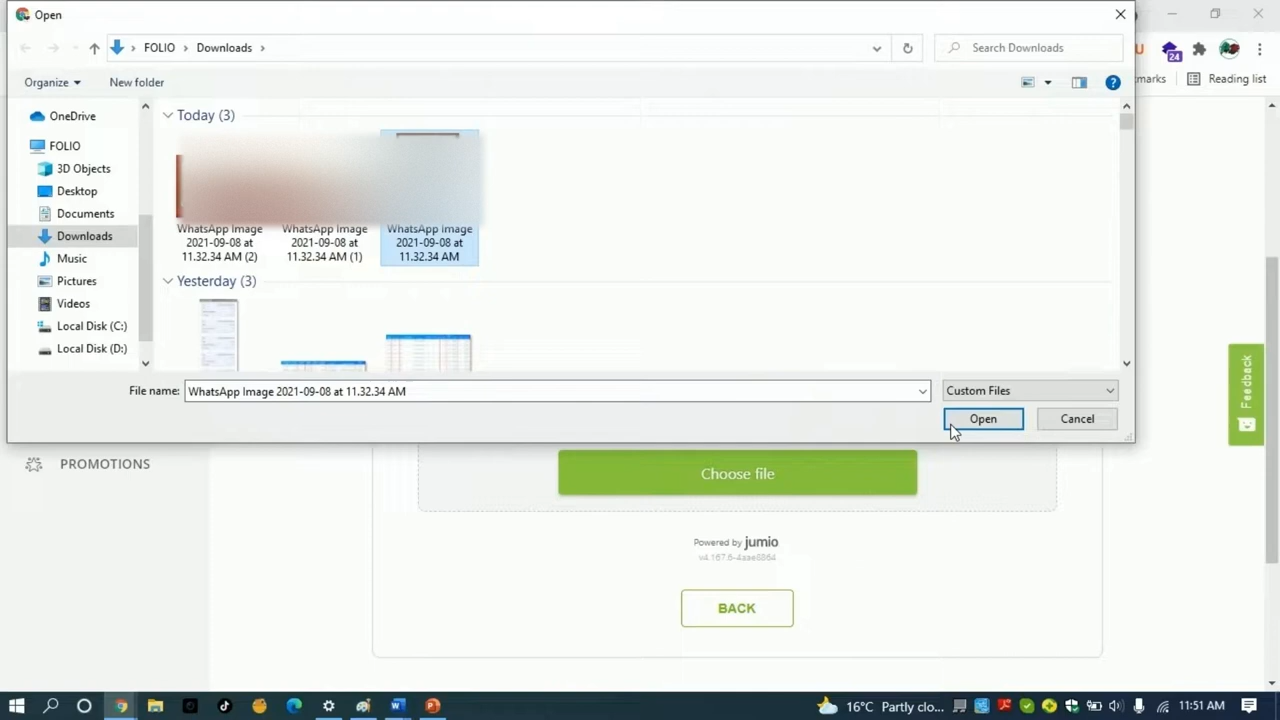 Open
FOLIO > Downloads >
Search Downloads
Organize
New folder
24
marks
Reading list
OneDrive
FOLIO
3D Objects
Desktop
Documents
Downloads
Music
Pictures
Videos
Local Disk (C:)
Local Disk (D:)
Today (3)
WhatsApp Image
2021-09-08 at
11.32.34 AM (2)
WhatsApp Image
2021-09-08 at
11.32.34 AM (1)
WhatsApp Image
2021-09-08 at
11.32.34 AM
Yesterday (3)
File name:
WhatsApp Image 2021-09-08 at 11.32.34 AM
Custom Files
Open
Cancel
Feedback
PROMOTIONS
Choose file
Powered by jumio
BACK
16°C Partly clo...
11:51 AM